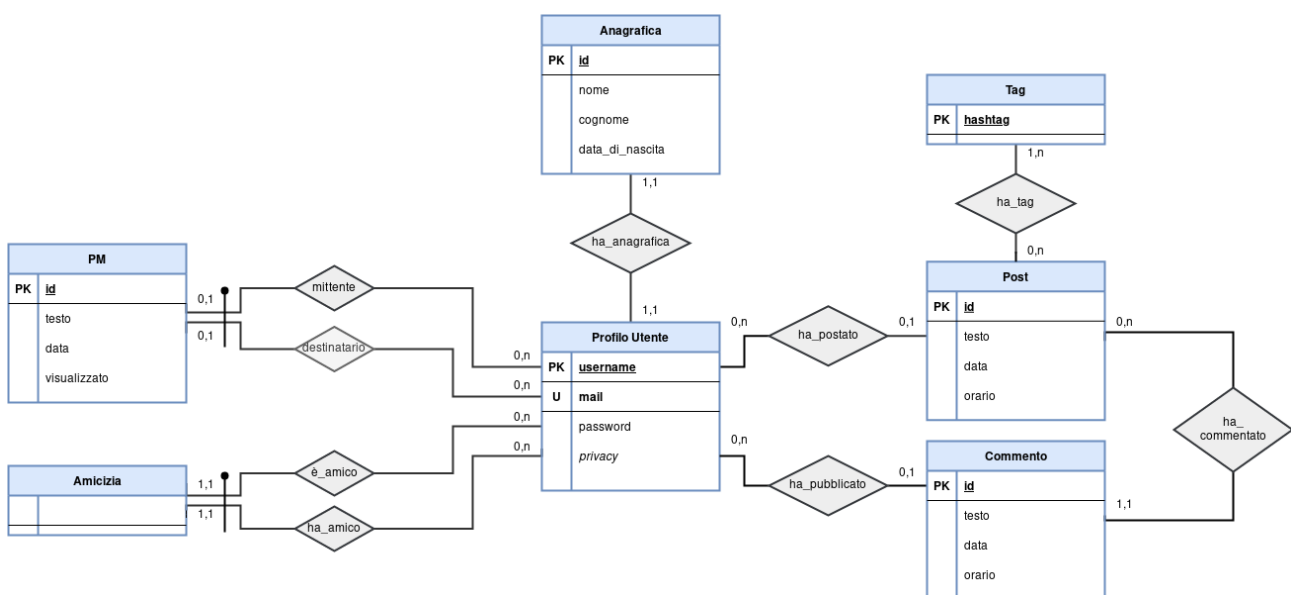 Anagrafica
PK id
nome
cognome
data_di_nascita
1,1
ha_anagrafica
1,1
Tag
PK hashtag
1,n
ha_tag
0,n
PM
PK id
testo
data
visualizzato
0,1
0,1
mittente
destinatario
0,n
0,n
Profilo Utente
PK username
U mail
password
privacy
0,n
ha_postato
0,1
Post
PK id
testo
data
orario
0,n
ha_
commentato
1,1
Amicizia
1,1
1,1
è_amico
ha_amico
0,n
0,n
0,n
ha_pubblicato
0,1
Commento
PK id
testo
data
orario